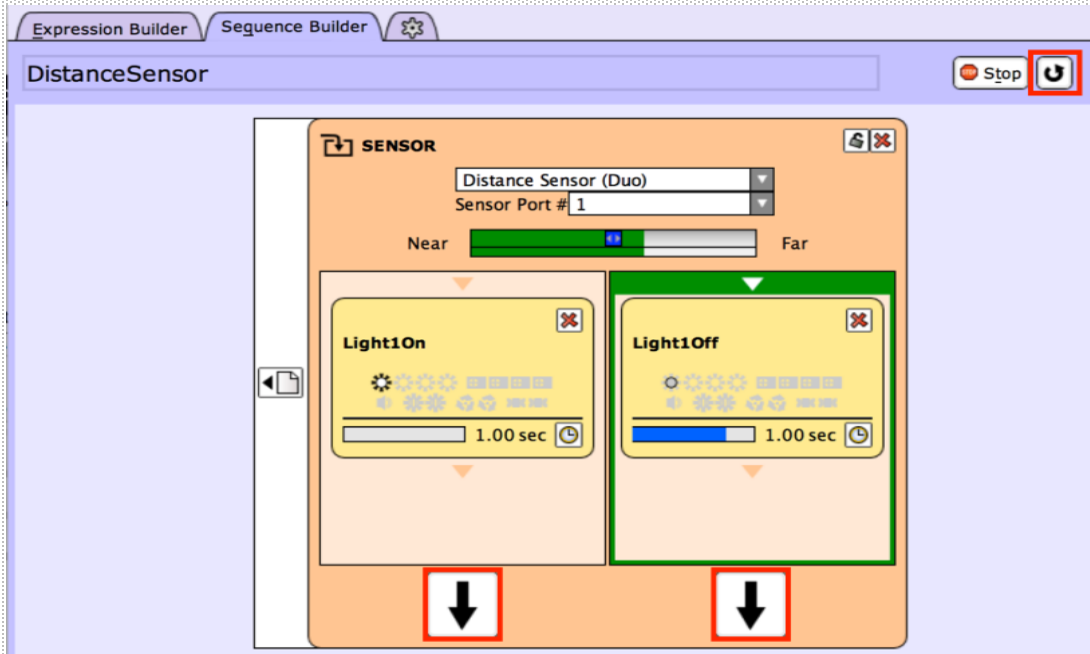 Expression Builder Sequence Builder
DistanceSensor Stop
SENSOR
Distance Sensor (Duo)
Sensor Port # 1
Near Far
Light1On Light1Off
1.00 sec 1.00 sec